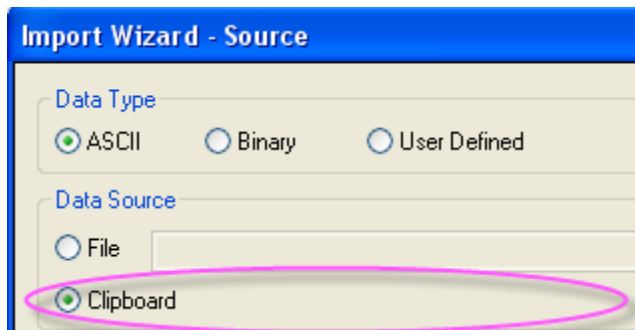 Import Wizard - Source
Data Type
ASCII Binary User Defined
Data Source
File
Clipboard